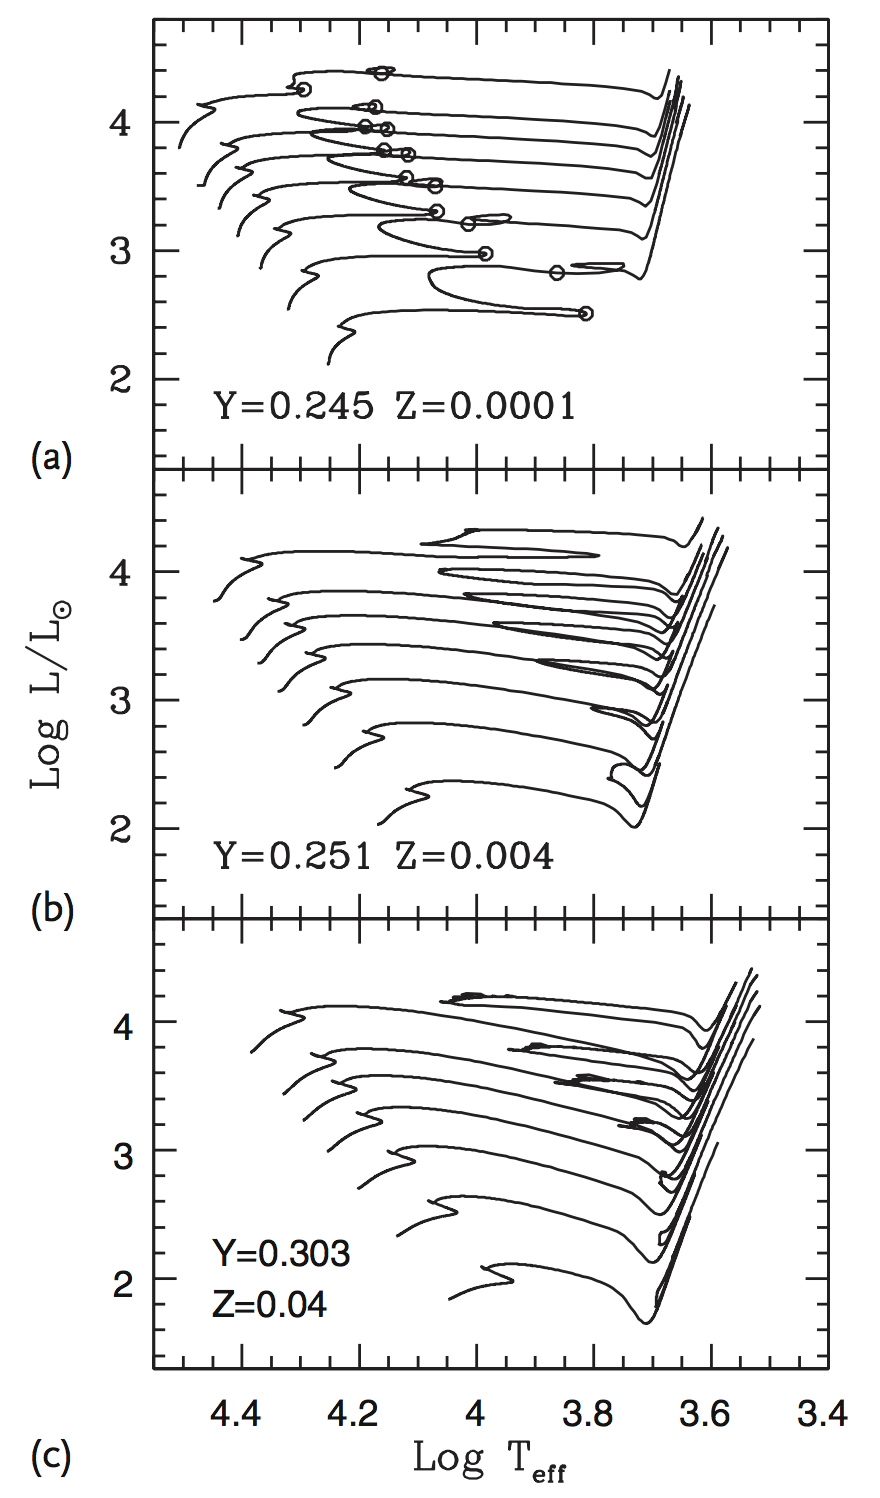 4
3
2
Y=0.245 Z=0.0001
(a)
4
3
2
Log L/L⊙
Y=0.251 Z=0.004
(b)
4
3
2
Y=0.303
Z=0.04
4.4 4.2 4 3.8 3.6 3.4
(c)
Log Teff